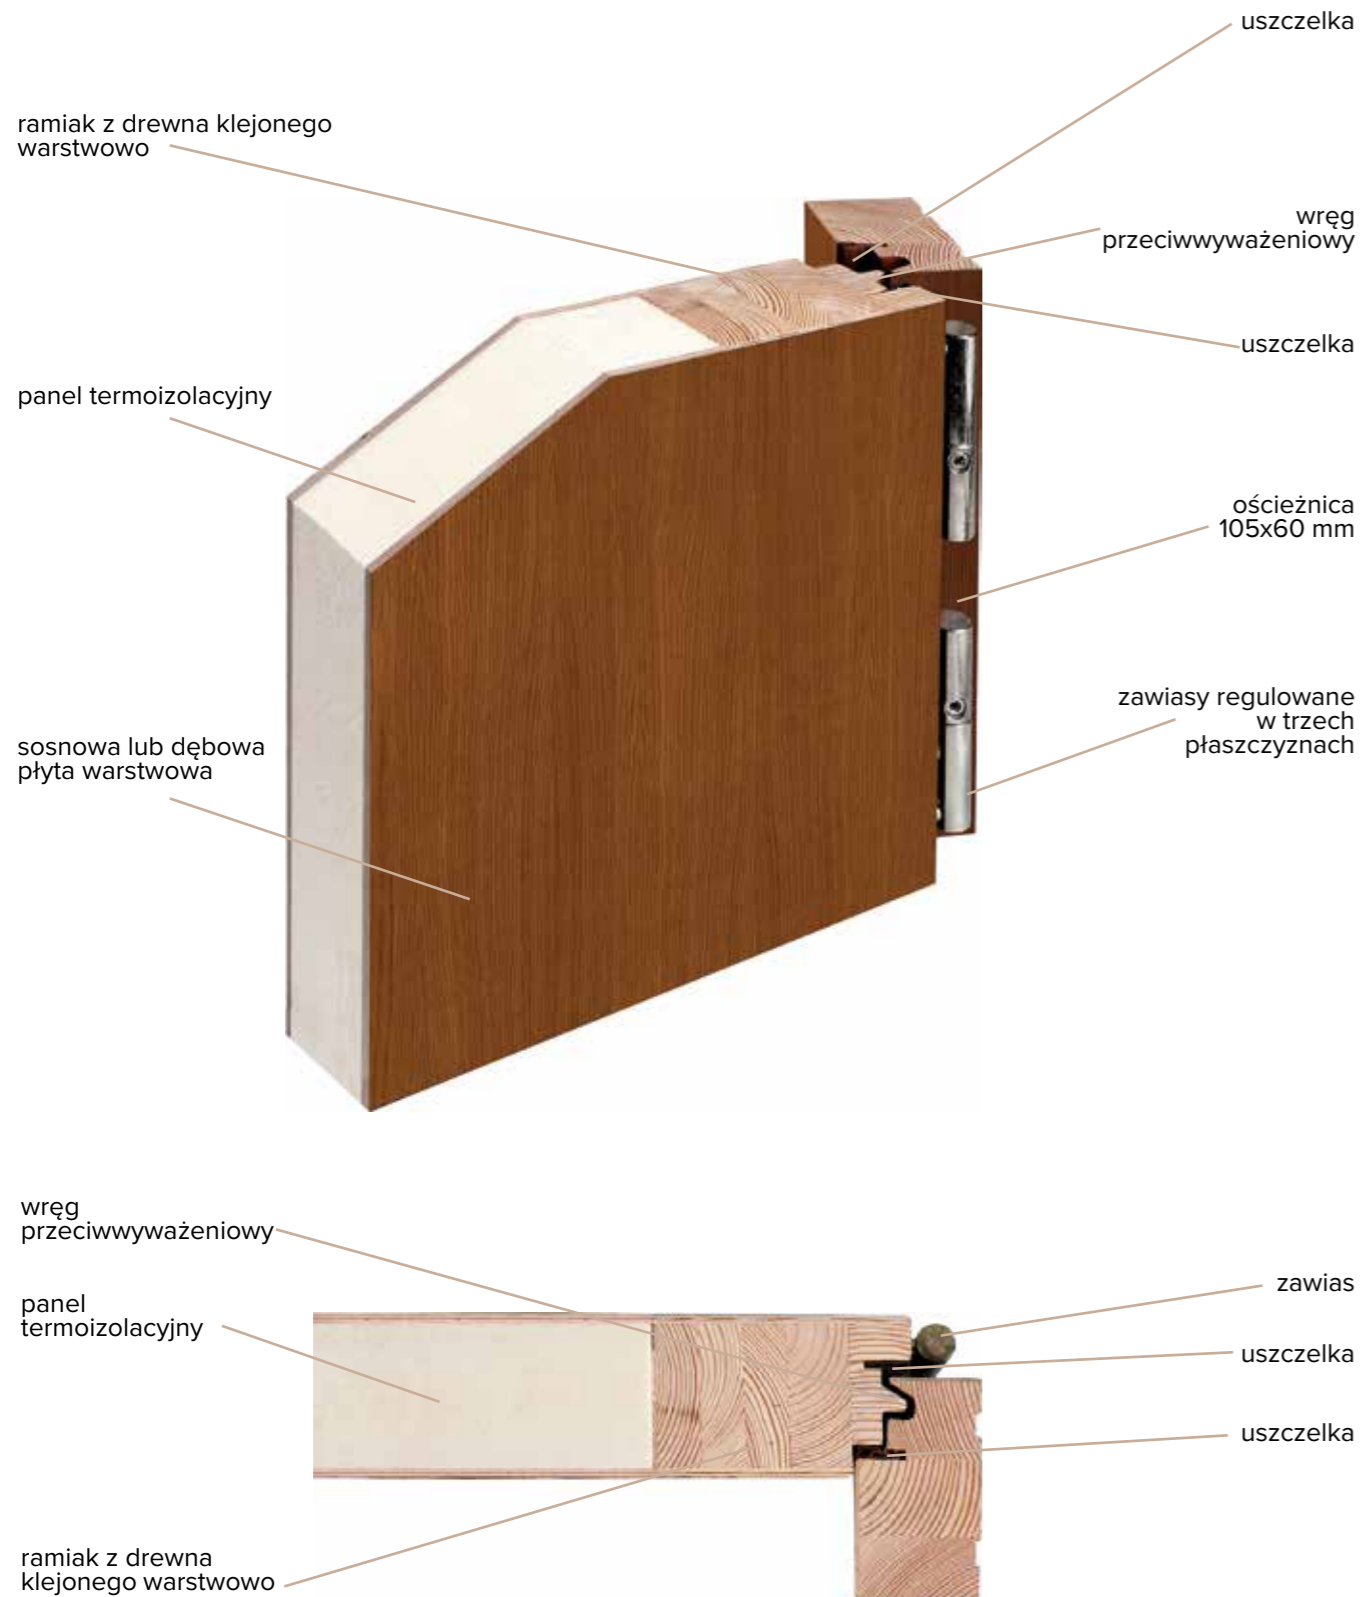 uszczelka
ramiak z drewna klejonego
warstwowo
wręg
przeciwwyważeniowy
uszczelka
panel termoizolacyjny
ościeżnica
105x60 mm
zawiasy regulowane
w trzech
płaszczyznach
sosnowa lub dębowa
płyta warstwowa
wręg
przeciwwyważeniowy
zawias
panel
termoizolacyjny
uszczelka
uszczelka
ramiak z drewna
klejonego warstwowo